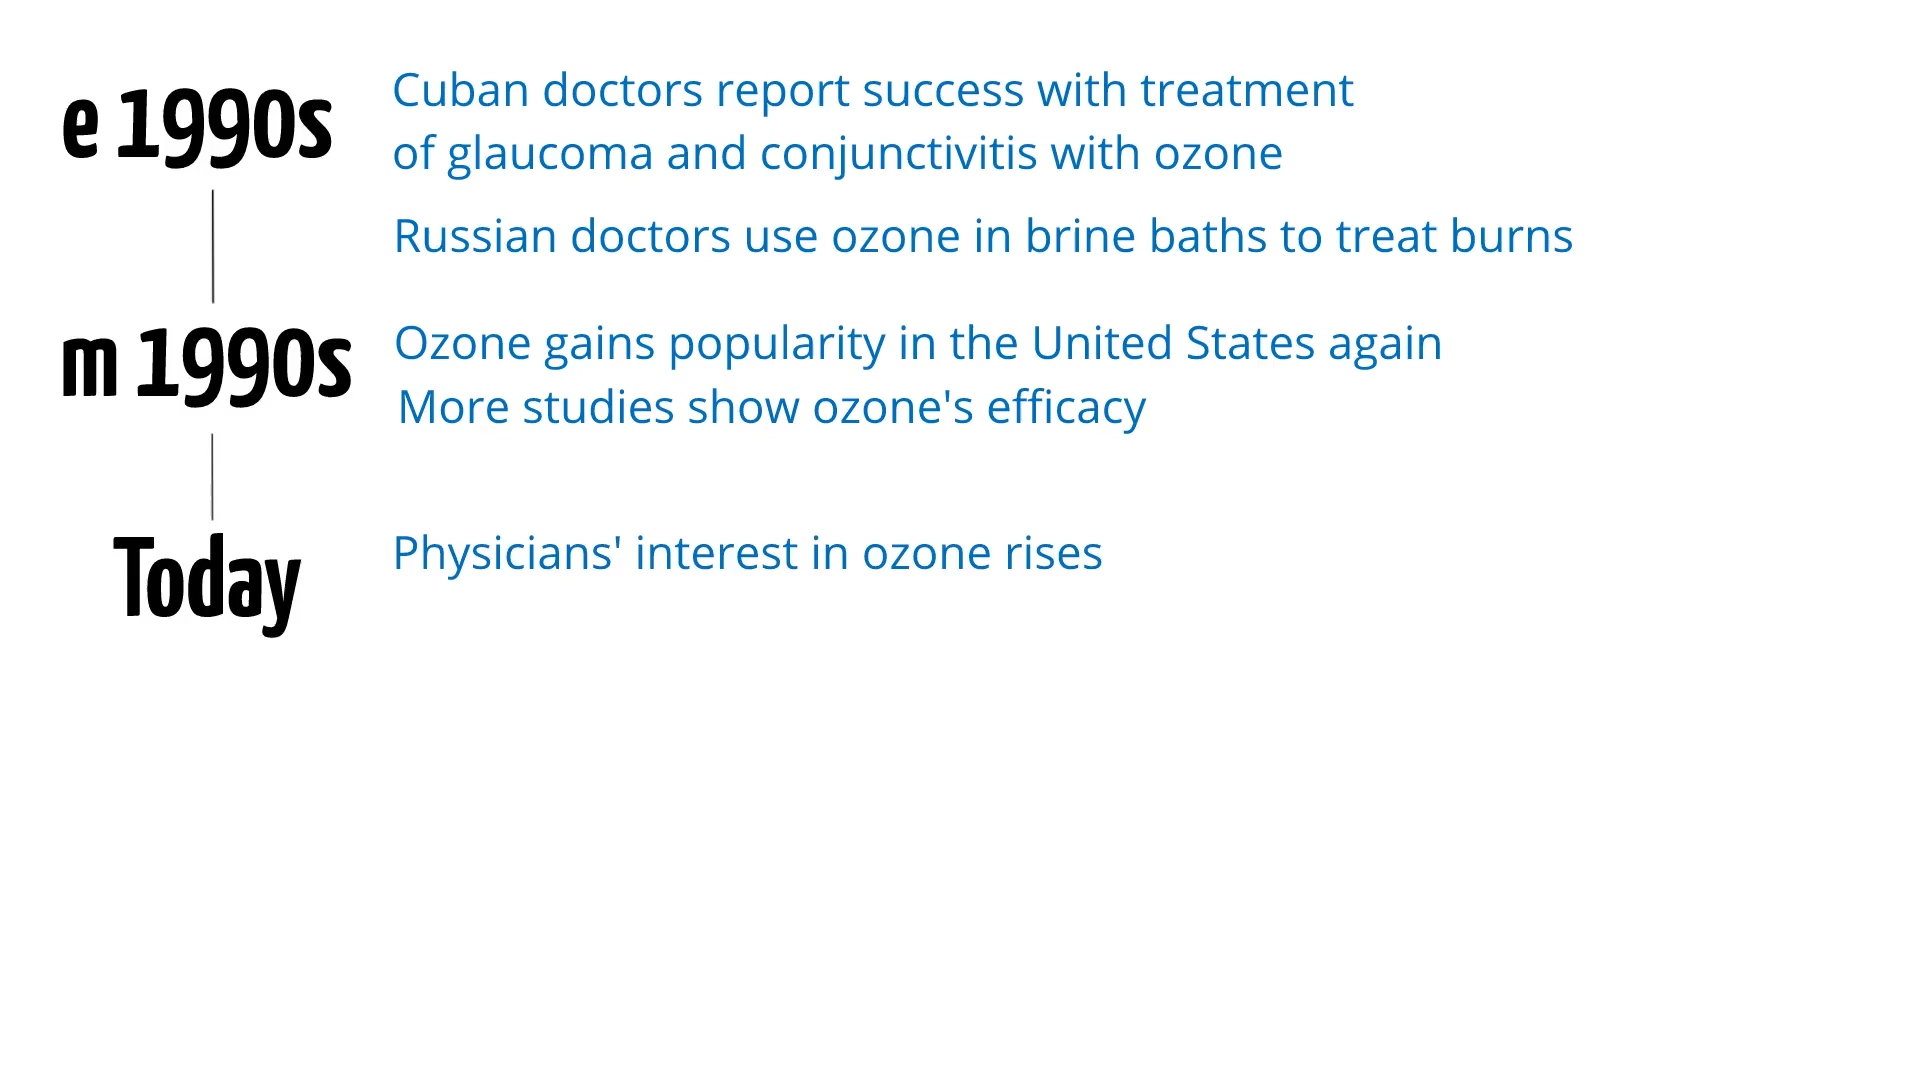 e 1990s
Cuban doctors report success with treatment
of glaucoma and conjunctivitis with ozone
Russian doctors use ozone in brine baths to treat burns
m 1990s
Ozone gains popularity in the United States again
More studies show ozone's efficacy
Today
Physicians' interest in ozone rises